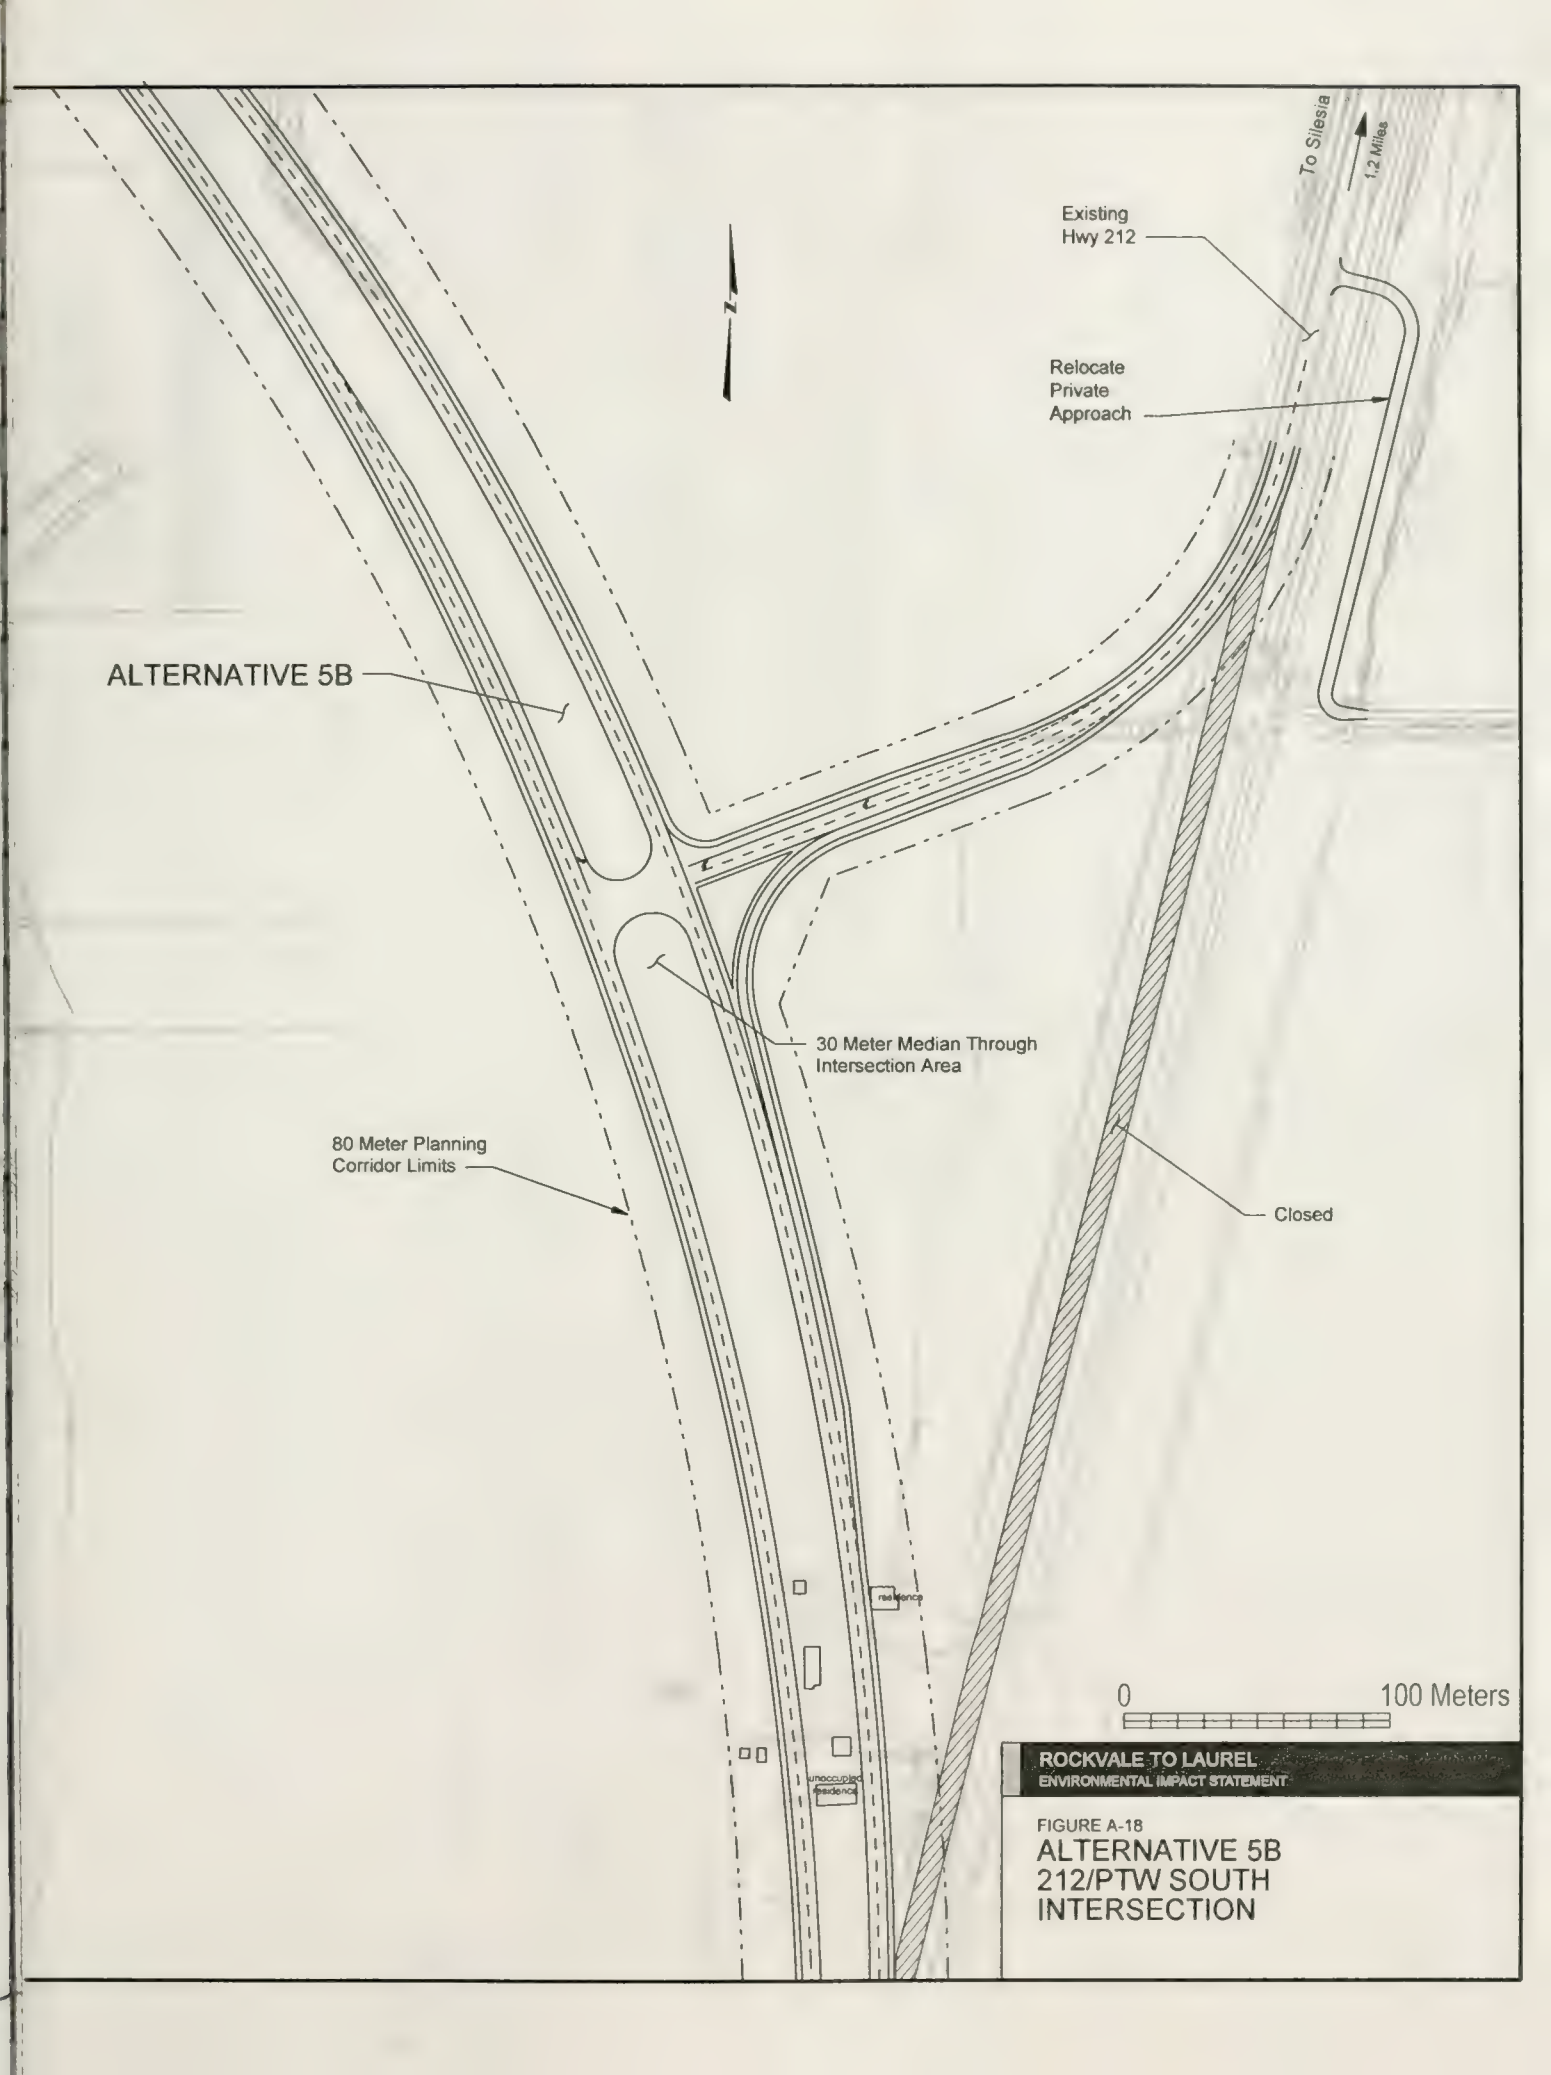 To Silesia
1.2 Miles
Existing
Hwy 212
N
Relocate
Private
Approach
ALTERNATIVE 5B
30 Meter Median Through
Intersection Area
80 Meter Planning
Corridor Limits
Closed
residence
unoccupied
residence
0 100 Meters
ROCKVALE TO LAUREL
ENVIRONMENTAL IMPACT STATEMENT
FIGURE A-18
ALTERNATIVE 5B
212/PTW SOUTH
INTERSECTION